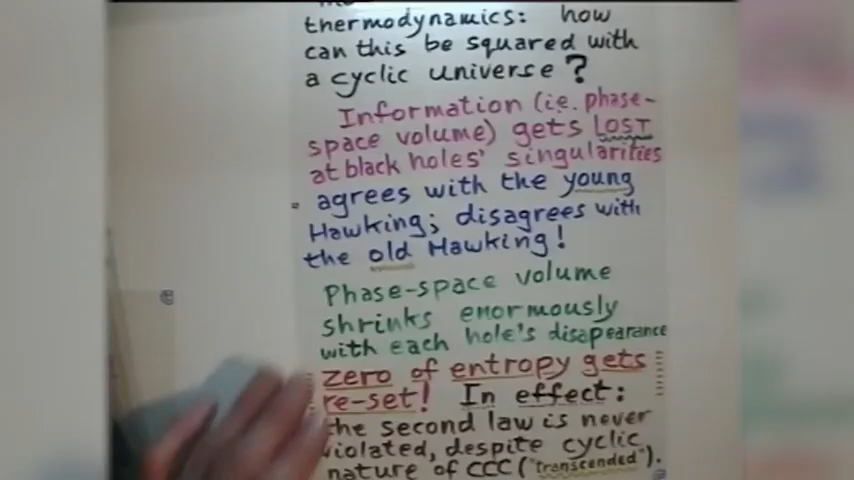 thermodynamics: how
can this be squared with
a cyclic universe?
Information (ie. phase-
space volume) gets LOST
at black holes' singularities
agrees with the young
Hawking; disagrees with
the old Hawking!
Phase-space volume
shrinks enormously
with each hole's disapearance
zero of entropy gets
re-set! In effect:
the second law is never
violated, despite cyclic
nature of CCC ("transcended").